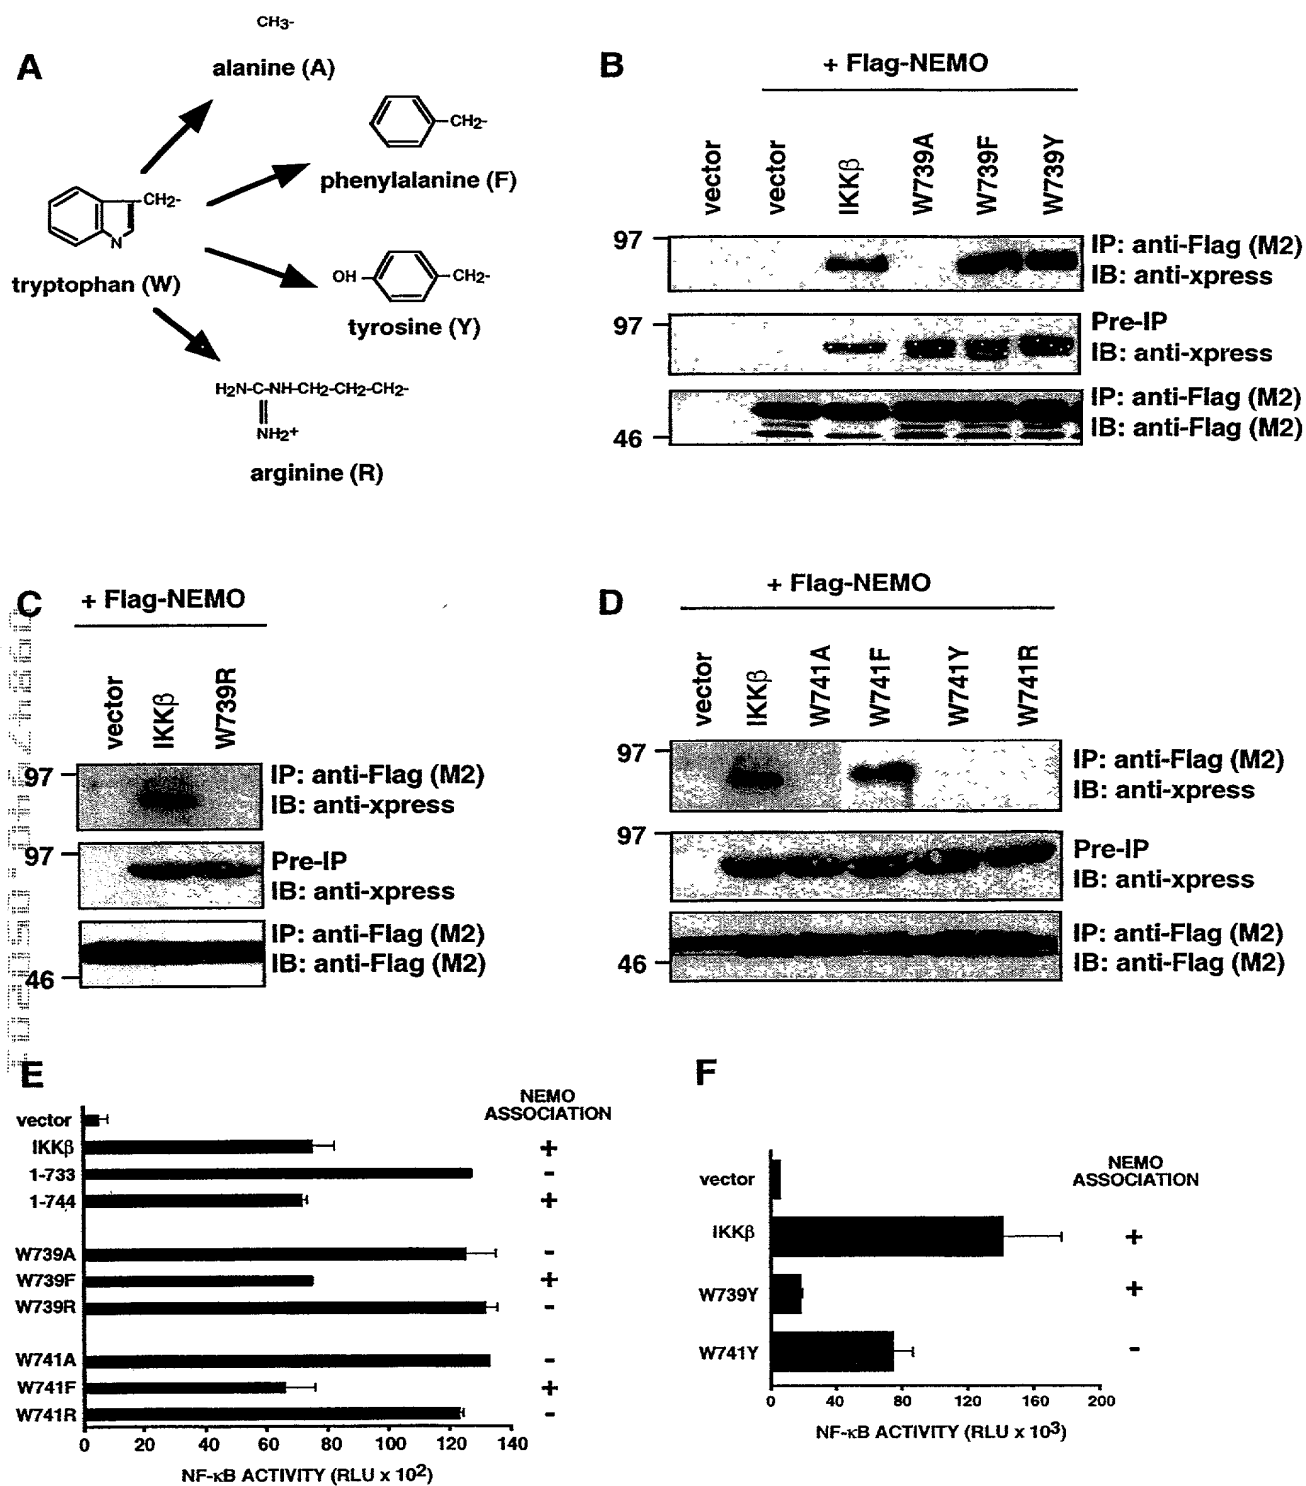 A
CH3-
alanine (A)
CH2-
phenylalanine (F)
CH2-
N
tryptophan (W)
OH
CH2-
tyrosine (Y)
H2N-C-NH-CH2-CH2-CH2-
NH2+
arginine (R)
B
+ Flag-NEMO
vector
vector
IKKβ
W739A
W739F
W739Y
97
IP: anti-Flag (M2)
IB: anti-xpress
97
Pre-IP
IB: anti-xpress
46
IP: anti-Flag (M2)
IB: anti-Flag (M2)
C
+ Flag-NEMO
vector
IKKβ
W739R
97
IP: anti-Flag (M2)
IB: anti-xpress
97
Pre-IP
IB: anti-xpress
46
IP: anti-Flag (M2)
IB: anti-Flag (M2)
D
+ Flag-NEMO
vector
IKKβ
W741A
W741F
W741Y
W741R
97
IP: anti-Flag (M2)
IB: anti-xpress
97
Pre-IP
IB: anti-xpress
46
IP: anti-Flag (M2)
IB: anti-Flag (M2)
E
NEMO
ASSOCIATION
vector
IKKβ +
1-733 -
1-744 +
W739A -
W739F +
W739R -
W741A -
W741F +
W741R -
0 20 40 60 80 100 120 140
NF-κB ACTIVITY (RLU x 10²)
F
NEMO
ASSOCIATION
vector
IKKβ +
W739Y +
W741Y -
0 40 80 120 160 200
NF-κB ACTIVITY (RLU x 10³)